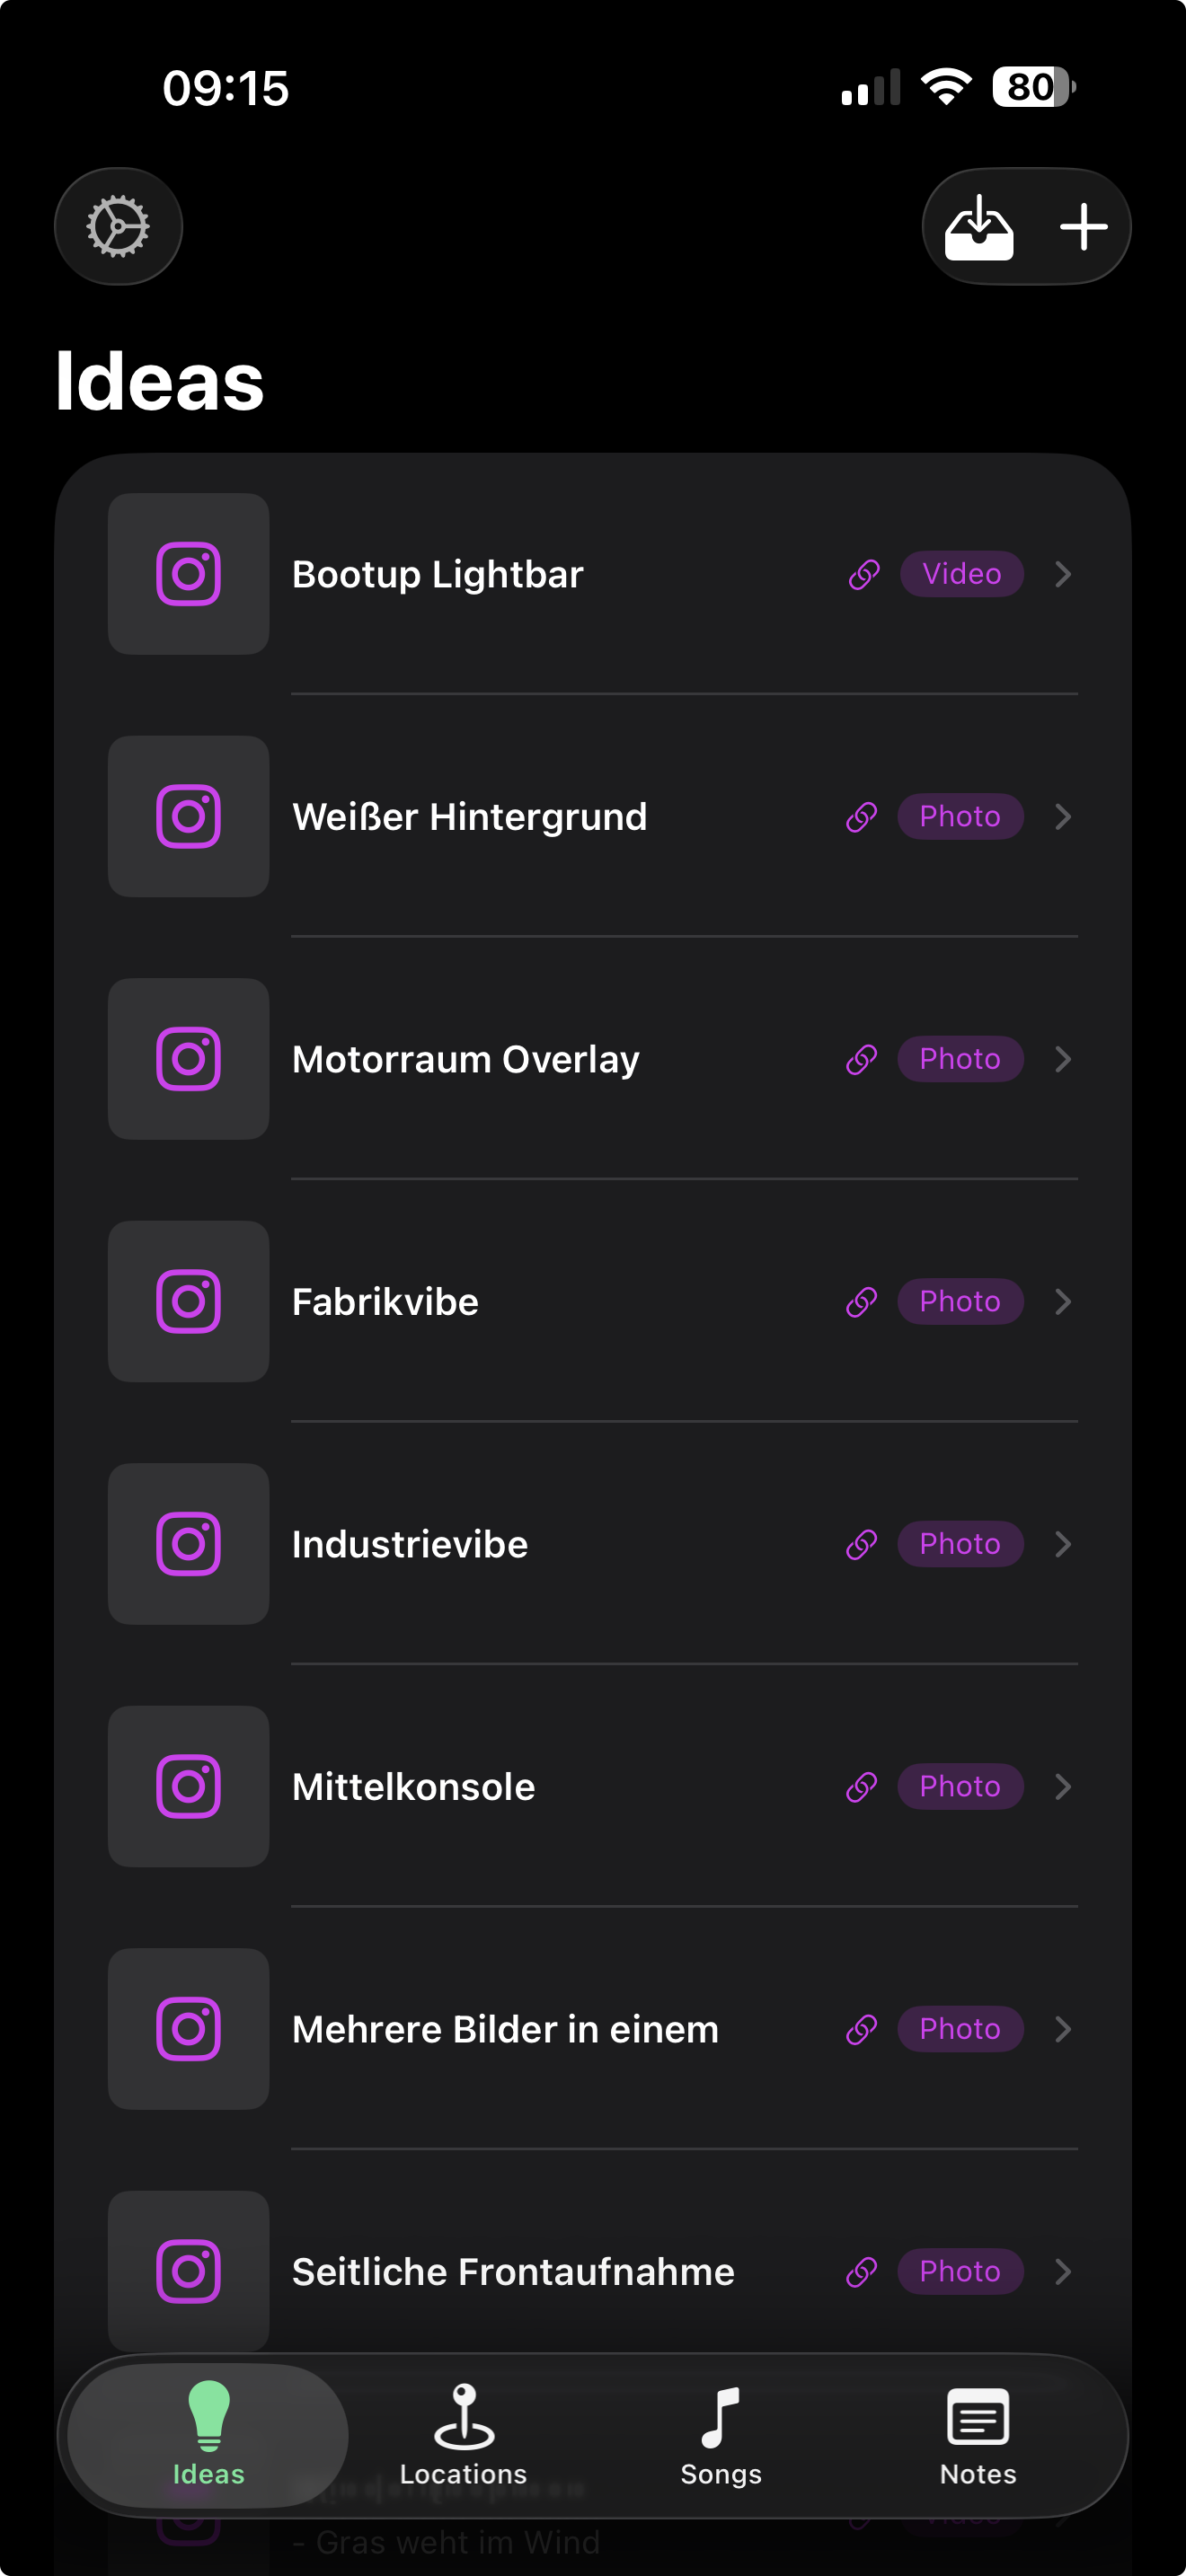 09:15
80
Ideas
Bootup Lightbar
Video
Weißer Hintergrund
Photo
Motorraum Overlay
Photo
Fabrikvibe
Photo
Industrievibe
Photo
Mittelkonsole
Photo
Mehrere Bilder in einem
Photo
Seitliche Frontaufnahme
Photo
Ideas
Locations
Songs
Notes
- Gras weht im Wind
Video